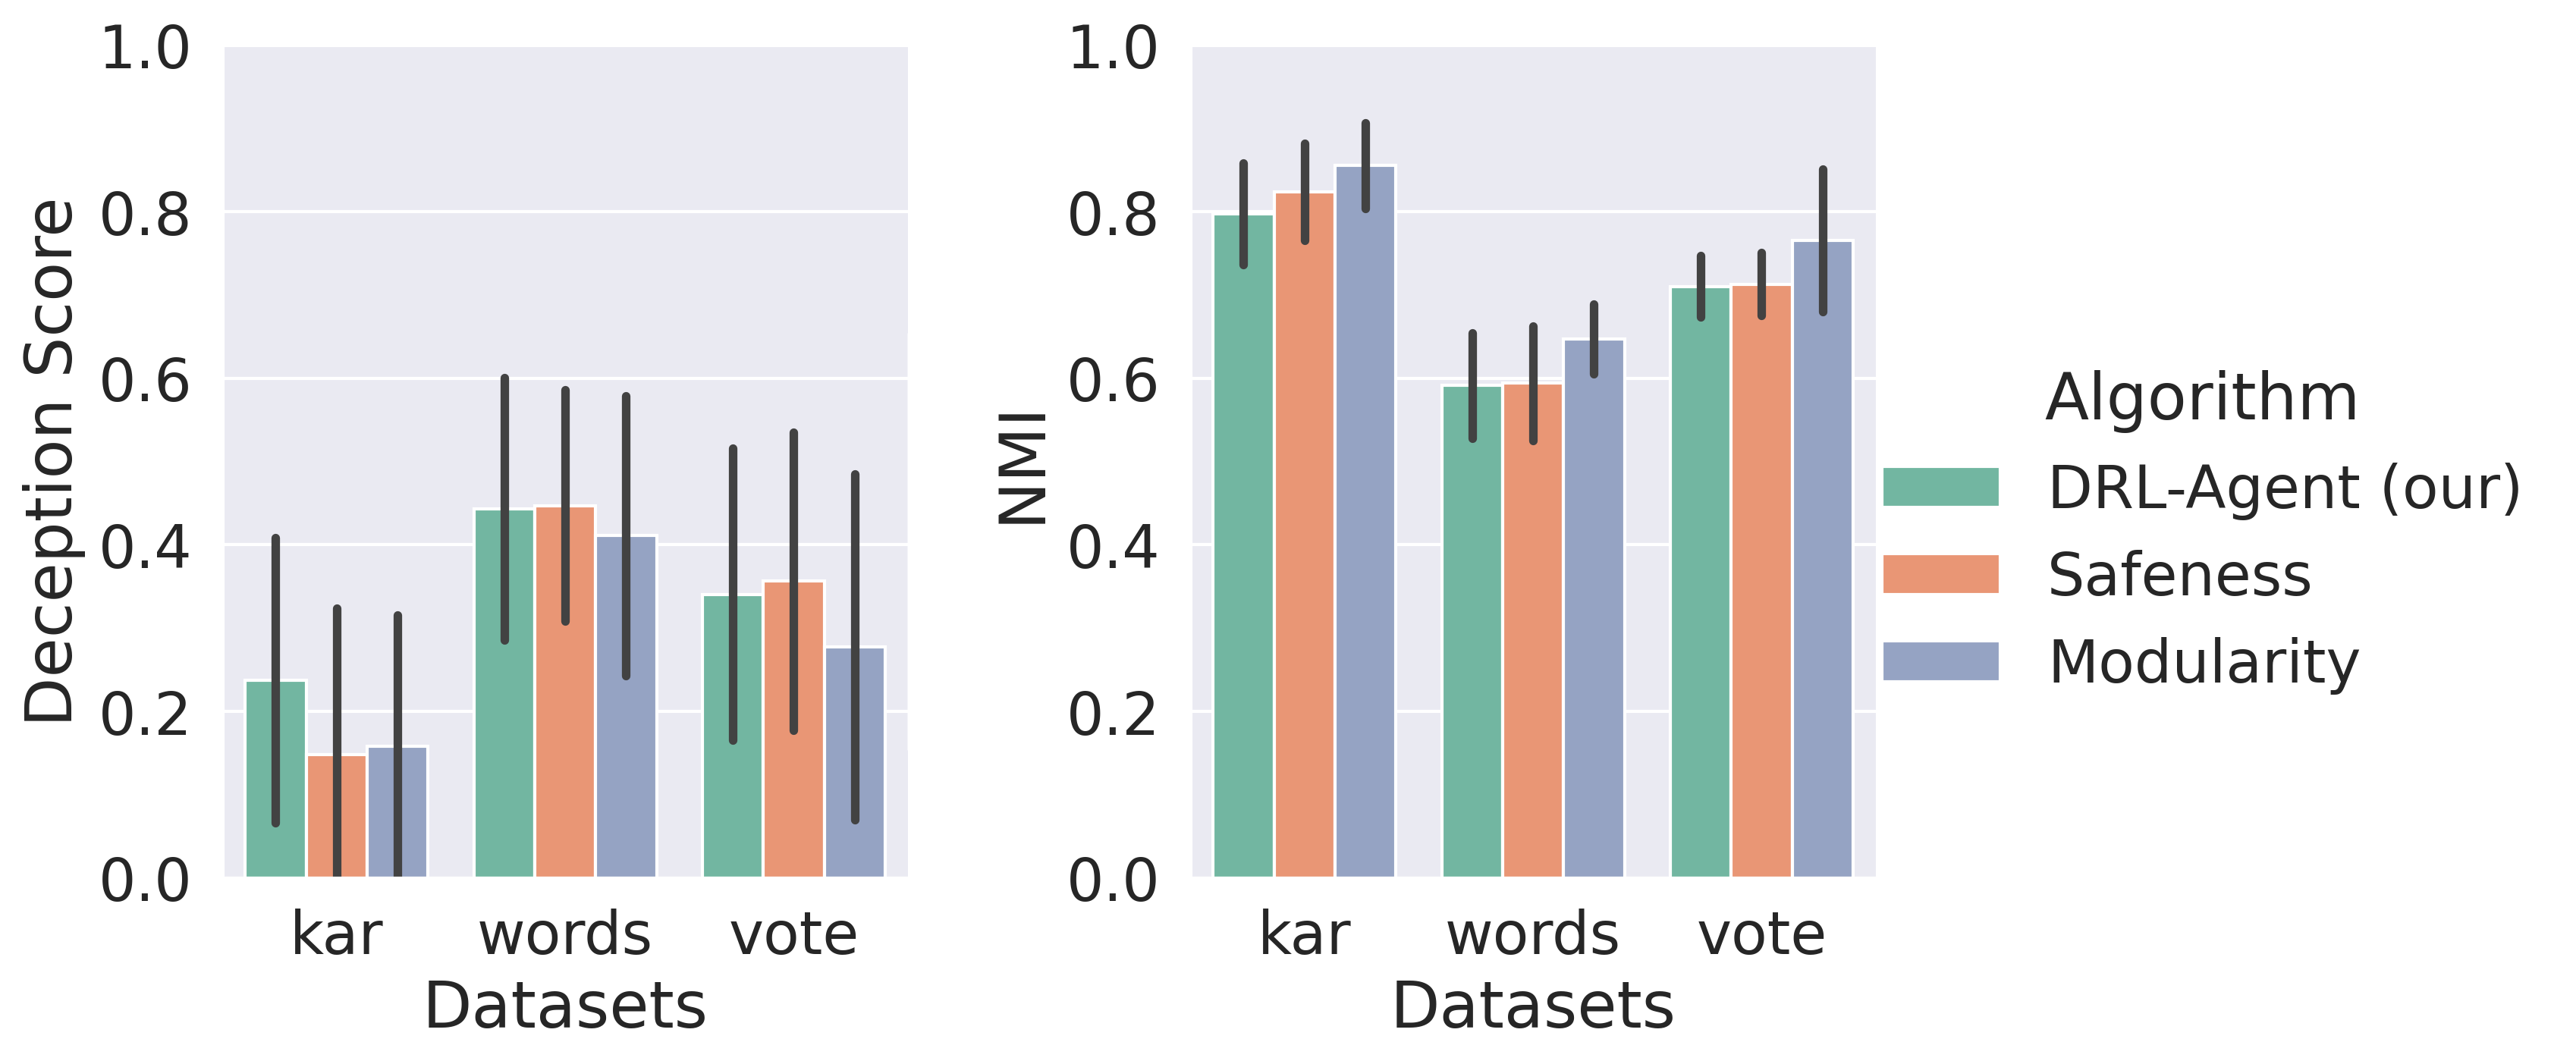 Deception Score
1.0
0.8
0.6
0.4
0.2
0.0
kar words vote
Datasets
NMI
1.0
0.8
0.6
0.4
0.2
0.0
kar words vote
Datasets
Algorithm
DRL-Agent (our)
Safeness
Modularity